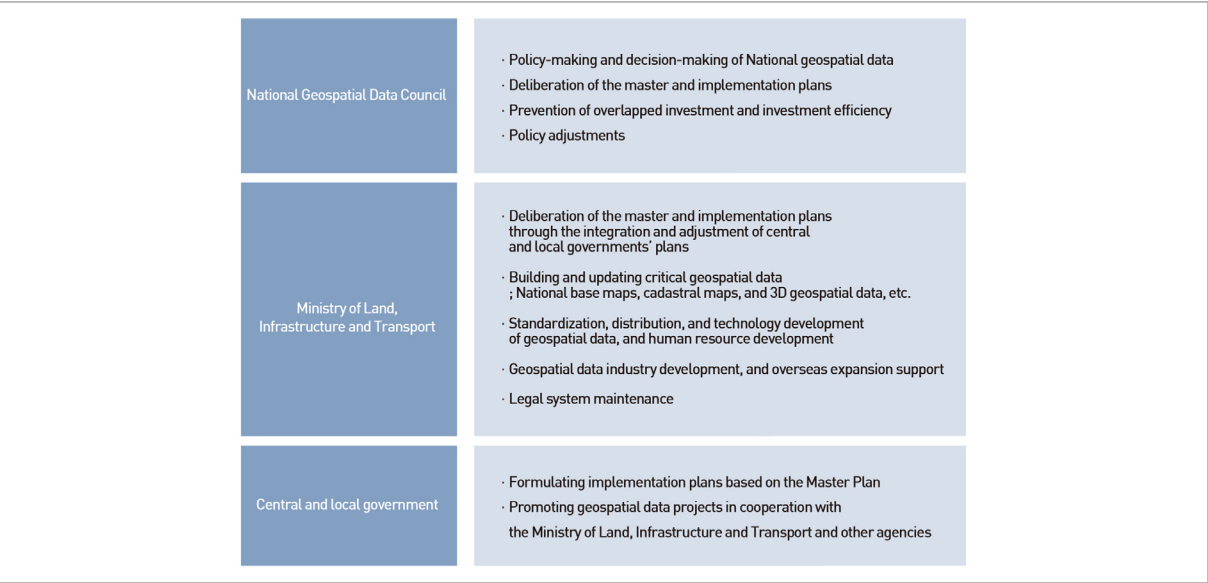 National Geospatial Data Council
· Policy-making and decision-making of National geospatial data
· Deliberation of the master and implementation plans
· Prevention of overlapped investment and investment efficiency
· Policy adjustments
Ministry of Land,
Infrastructure and Transport
· Deliberation of the master and implementation plans
through the integration and adjustment of central
and local governments' plans
· Building and updating critical geospatial data
; National base maps, cadastral maps, and 3D geospatial data, etc.
· Standardization, distribution, and technology development
of geospatial data, and human resource development
· Geospatial data industry development, and overseas expansion support
· Legal system maintenance
Central and local government
· Formulating implementation plans based on the Master Plan
· Promoting geospatial data projects in cooperation with
the Ministry of Land, Infrastructure and Transport and other agencies